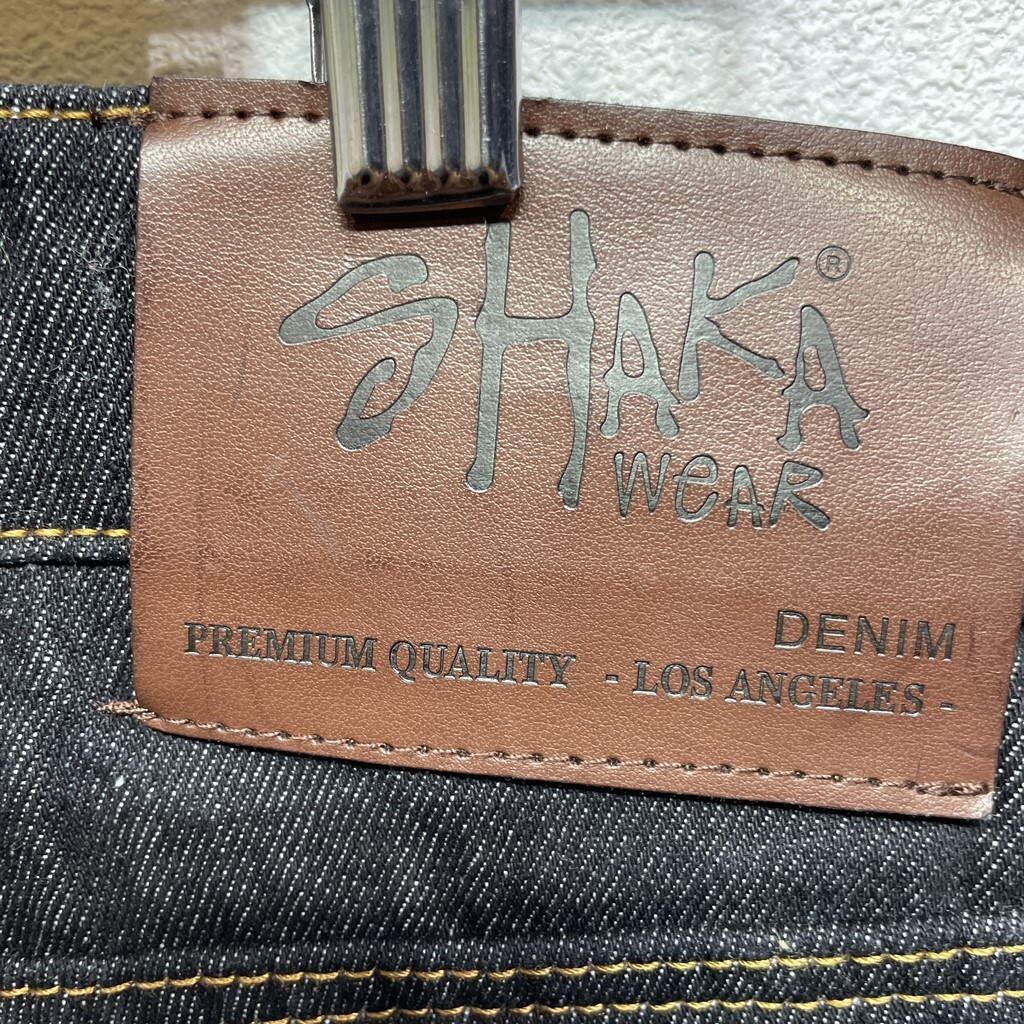 SHAKA ®
WEAR
DENIM
PREMIUM QUALITY - LOS ANGELES -